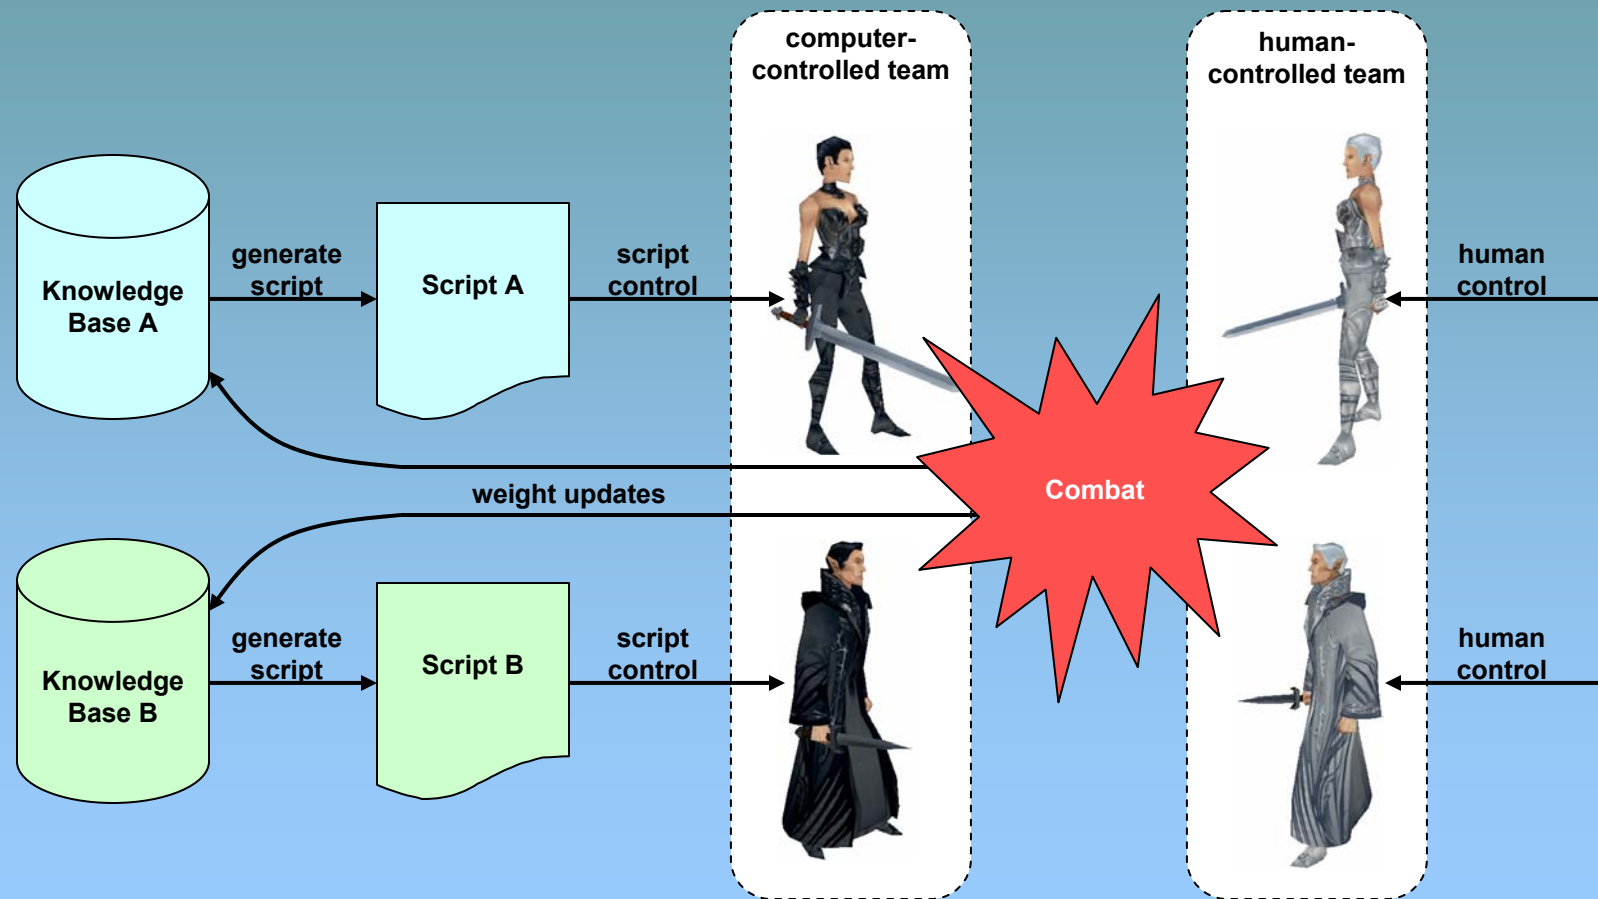 computer-
controlled team
human-
controlled team
generate
script
script
control
human
control
Knowledge
Base A
Script A
weight updates
Combat
generate
script
script
control
human
control
Knowledge
Base B
Script B